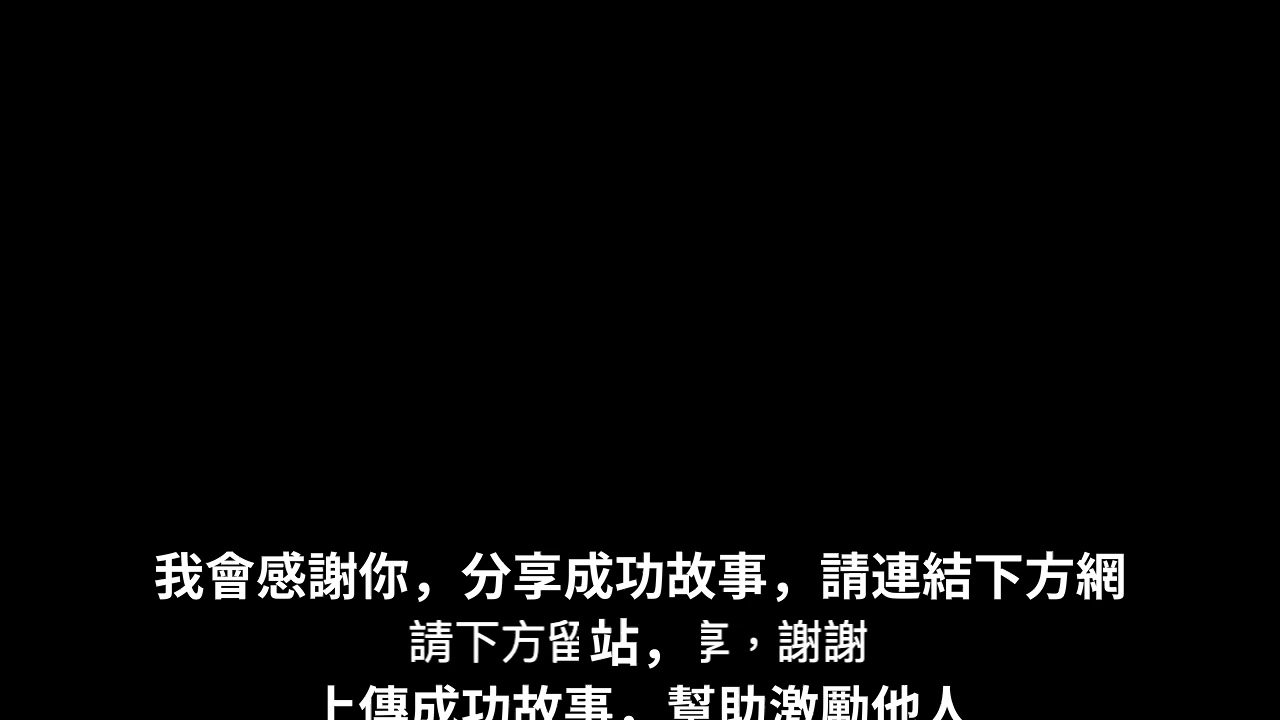 我會感謝你，分享成功故事，請連結下方網
站，
請下方留享，謝謝
上傳成功故事，幫助激勵他人